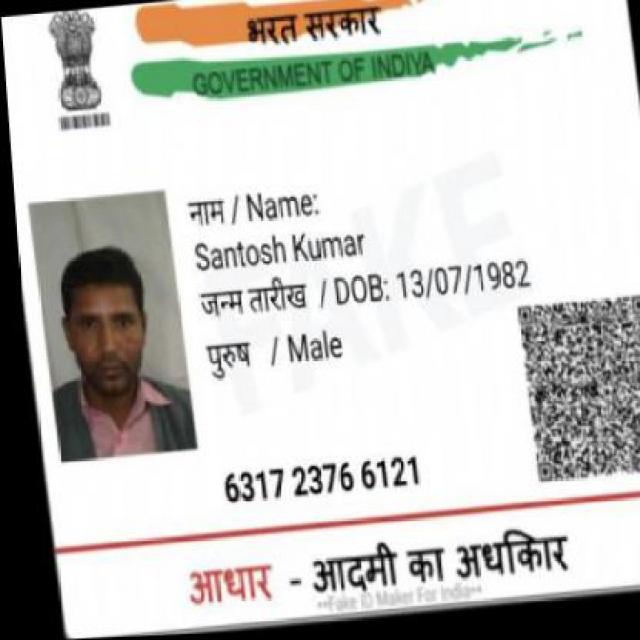 भरत सरकार
GOVERNMENT OF INDIYA
नाम / Name:
Santosh Kumar
जन्म तारीख / DOB: 13/07/1982
पुरुष / Male
FAKE
6317 2376 6121
आधार - आदमी का अधकिार
**Fake ID Maker For India**